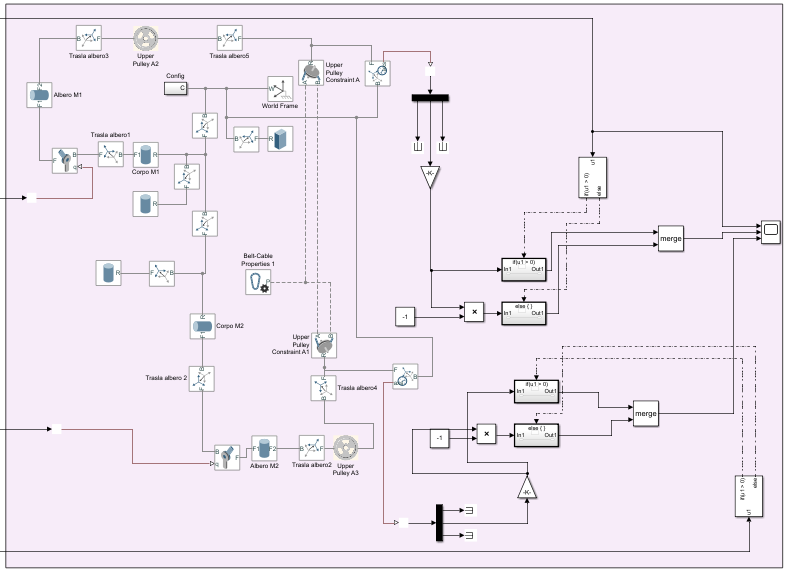 Trasla albero3
Upper
Pulley A2
Trasla albero5
Upper
Pulley
Constraint A
Config
C
W
World Frame
Albero M1
Trasla albero1
Corpo M1
-K-
u1
if(u1 > 0)
else
merge
if(u1 > 0)
In1 Out1
else { }
In1 Out1
-1
×
Belt-Cable
Properties 1
Corpo M2
Upper
Pulley
Constraint A1
Trasla albero 2
Trasla albero4
if(u1 > 0)
In1 Out1
merge
-1
×
else { }
In1 Out1
Albero M2
Trasla albero2
Upper
Pulley A3
-K-
if(u1 > 0)
else
u1